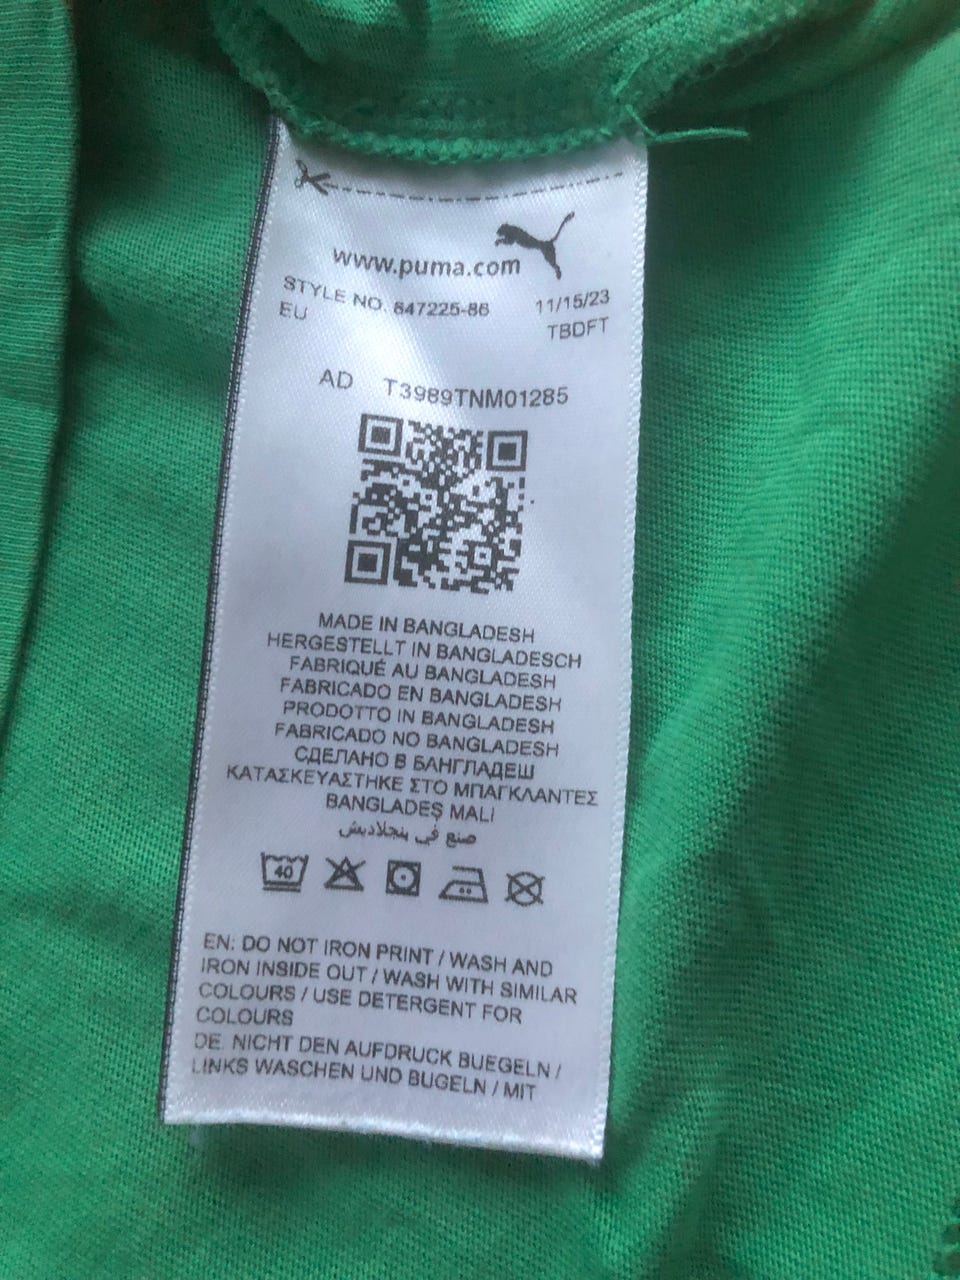 www.puma.com
STYLE NO. 847225-86 11/15/23
EU TBDFT
AD T3989TNM01285
MADE IN BANGLADESH
HERGESTELLT IN BANGLADESCH
FABRIQUÉ AU BANGLADESH
FABRICADO EN BANGLADESH
PRODOTTO IN BANGLADESH
FABRICADO NO BANGLADESH
СДЕЛАНО В БАНГЛАДЕШ
ΚΑΤΑΣΚΕΥΑΣΤΗΚΕ ΣΤΟ ΜΠΑΓΚΛΑΝΤΕΣ
BANGLADEŞ MALI
صنع في بنجلاديش
40
EN: DO NOT IRON PRINT / WASH AND
IRON INSIDE OUT / WASH WITH SIMILAR
COLOURS / USE DETERGENT FOR
COLOURS
DE: NICHT DEN AUFDRUCK BUEGELN /
LINKS WASCHEN UND BUGELN / MIT